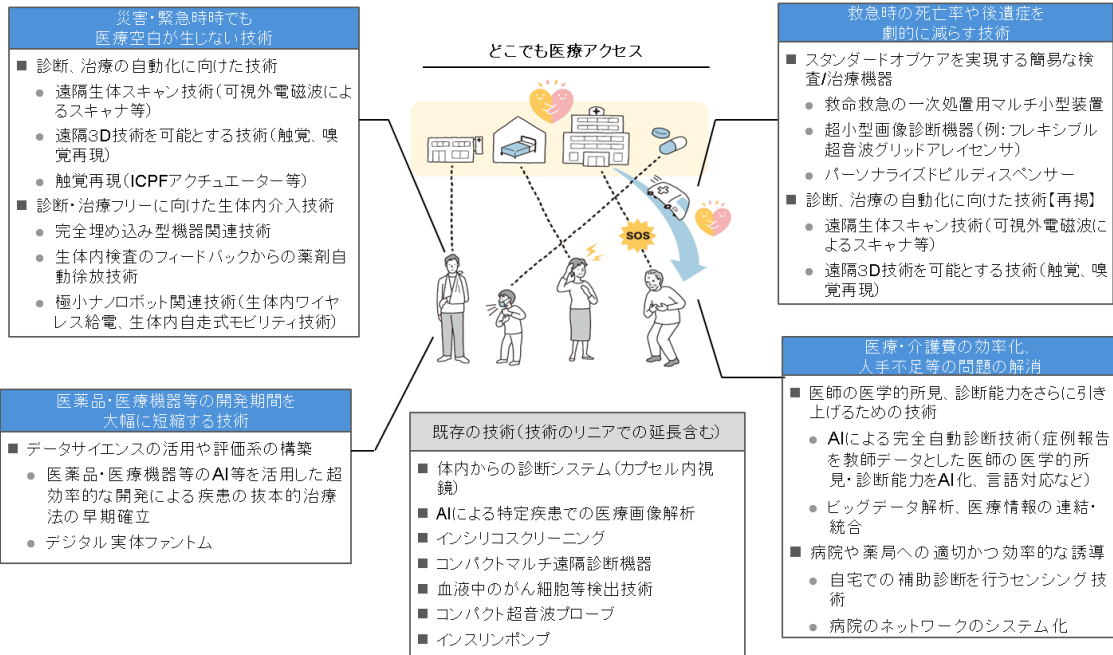 災害・緊急時時でも
医療空白が生じない技術
■ 診断、治療の自動化に向けた技術
● 遠隔生体スキャン技術（可視外電磁波によ
るスキャナ等）
● 遠隔３D技術を可能とする技術（触覚、嗅
覚再現）
● 触覚再現（ICPFアクチュエーター等）
■ 診断・治療フリーに向けた生体内介入技術
● 完全埋め込み型機器関連技術
● 生体内検査のフィードバックからの薬剤自
動徐放技術
● 極小ナノロボット関連技術（生体内ワイヤ
レス給電、生体内自走式モビリティ技術）
どこでも医療アクセス
SOS
救急時の死亡率や後遺症を
劇的に減らす技術
■ スタンダードオブケアを実現する簡易な検
査/治療機器
● 救命救急の一次処置用マルチ小型装置
● 超小型画像診断機器（例：フレキシブル
超音波グリッドアレイセンサ）
● パーソナライズドピルディスペンサー
■ 診断、治療の自動化に向けた技術【再掲】
● 遠隔生体スキャン技術（可視外電磁波に
よるスキャナ等）
● 遠隔３D技術を可能とする技術（触覚、嗅
覚再現）
医薬品・医療機器等の開発期間を
大幅に短縮する技術
■ データサイエンスの活用や評価系の構築
● 医薬品・医療機器等のAI等を活用した超
効率的な開発による疾患の抜本的治療
法の早期確立
● デジタル実体ファントム
既存の技術（技術のリニアでの延長含む）
■ 体内からの診断システム（カプセル内視
鏡）
■ AIによる特定疾患での医療画像解析
■ インシリコスクリーニング
■ コンパクトマルチ遠隔診断機器
■ 血液中のがん細胞等検出技術
■ コンパクト超音波プローブ
■ インスリンポンプ
医療・介護費の効率化、
人手不足等の問題の解消
■ 医師の医学的所見、診断能力をさらに引き
上げるための技術
● AIによる完全自動診断技術（症例報告
を教師データとした医師の医学的所
見・診断能力をAI化、言語対応など）
● ビッグデータ解析、医療情報の連結・
統合
■ 病院や薬局への適切かつ効率的な誘導
● 自宅での補助診断を行うセンシング技
術
● 病院のネットワークのシステム化